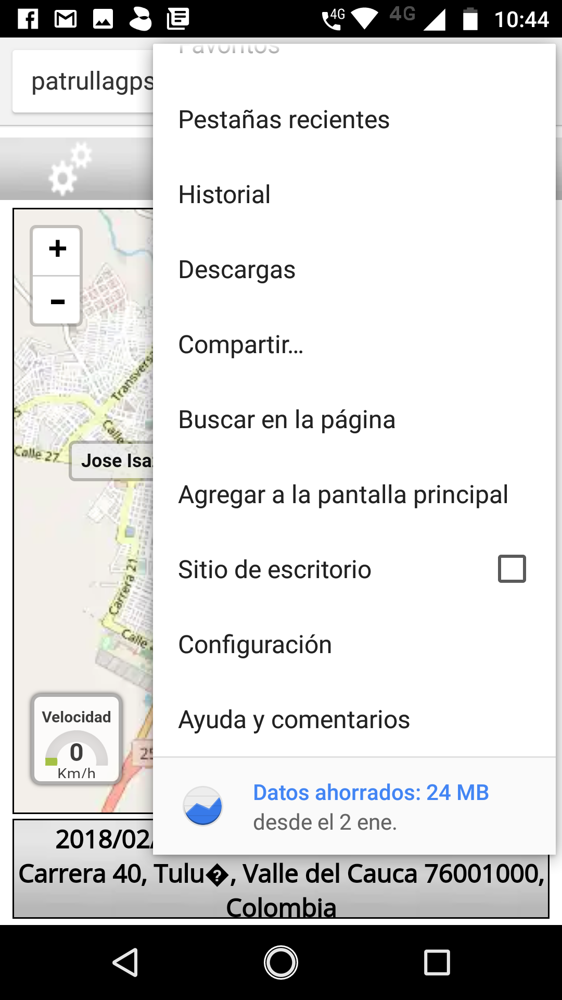 4G
4G
10:44
patrullagps
Favoritos
Pestañas recientes
Historial
Descargas
Compartir...
Buscar en la página
Agregar a la pantalla principal
Sitio de escritorio
Configuración
Ayuda y comentarios
Datos ahorrados: 24 MB
desde el 2 ene.
+
-
Transvers
Calle 25
Calle 27
Jose Isa
Carrera 21
Calle
Velocidad
0
Km/h
25
2018/02/
Carrera 40, Tulu�, Valle del Cauca 76001000,
Colombia